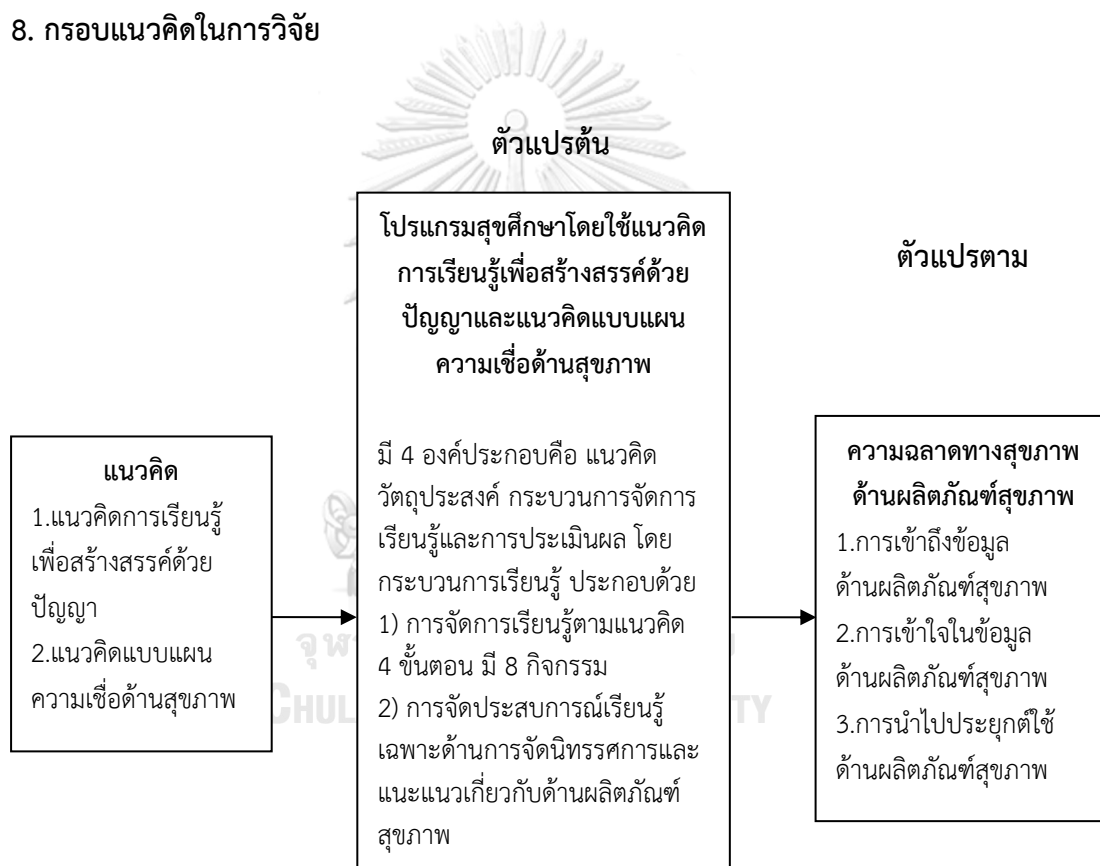 8. กรอบแนวคิดในการวิจัย
ตัวแปรต้น
โปรแกรมสุขศึกษาโดยใช้แนวคิด
การเรียนรู้เพื่อสร้างสรรค์ด้วย
ปัญญาและแนวคิดแบบแผน
ความเชื่อด้านสุขภาพ
มี 4 องค์ประกอบคือ แนวคิด
วัตถุประสงค์ กระบวนการจัดการ
เรียนรู้และการประเมินผล โดย
กระบวนการเรียนรู้ ประกอบด้วย
1) การจัดการเรียนรู้ตามแนวคิด
4 ขั้นตอน มี 8 กิจกรรม
2) การจัดประสบการณ์เรียนรู้
เฉพาะด้านการจัดนิทรรศการและ
แนะแนวเกี่ยวกับด้านผลิตภัณฑ์
สุขภาพ
ตัวแปรตาม
แนวคิด
1.แนวคิดการเรียนรู้
เพื่อสร้างสรรค์ด้วย
ปัญญา
2.แนวคิดแบบแผน
ความเชื่อด้านสุขภาพ
ความฉลาดทางสุขภาพ
ด้านผลิตภัณฑ์สุขภาพ
1.การเข้าถึงข้อมูล
ด้านผลิตภัณฑ์สุขภาพ
2.การเข้าใจในข้อมูล
ด้านผลิตภัณฑ์สุขภาพ
3.การนำไปประยุกต์ใช้
ด้านผลิตภัณฑ์สุขภาพ